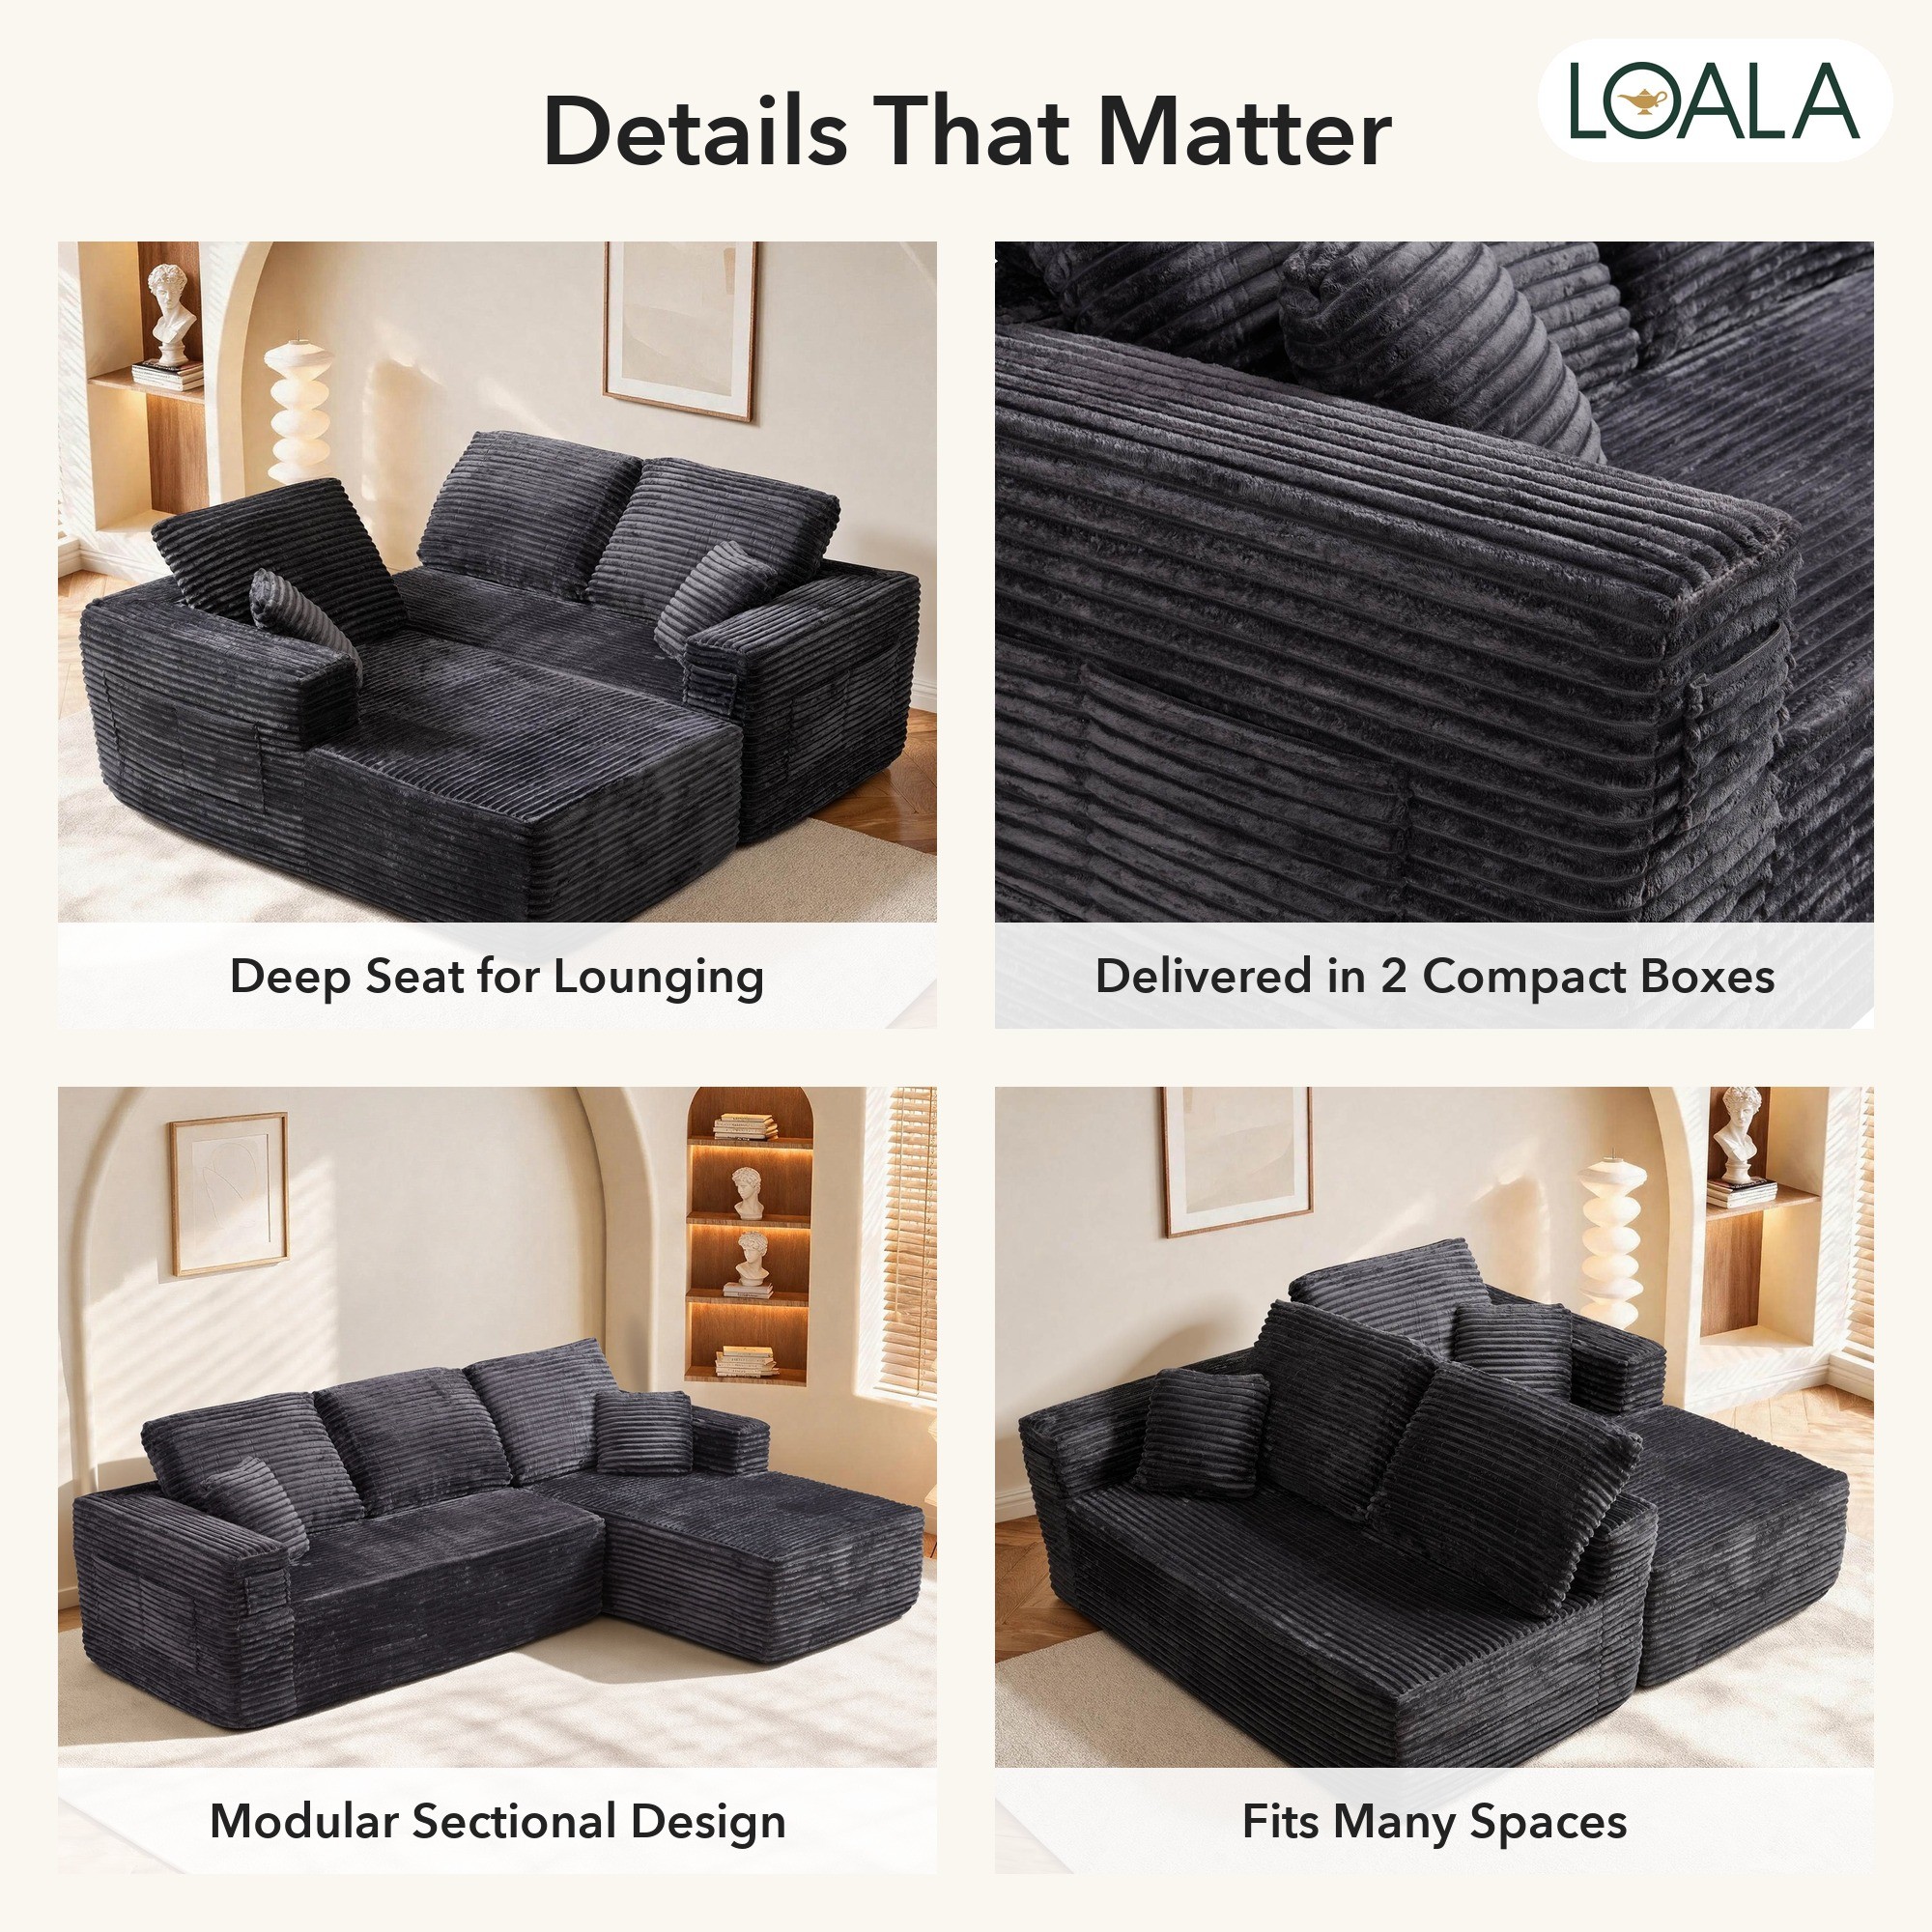 LOALA
Details That Matter
Deep Seat for Lounging
Delivered in 2 Compact Boxes
Modular Sectional Design
Fits Many Spaces